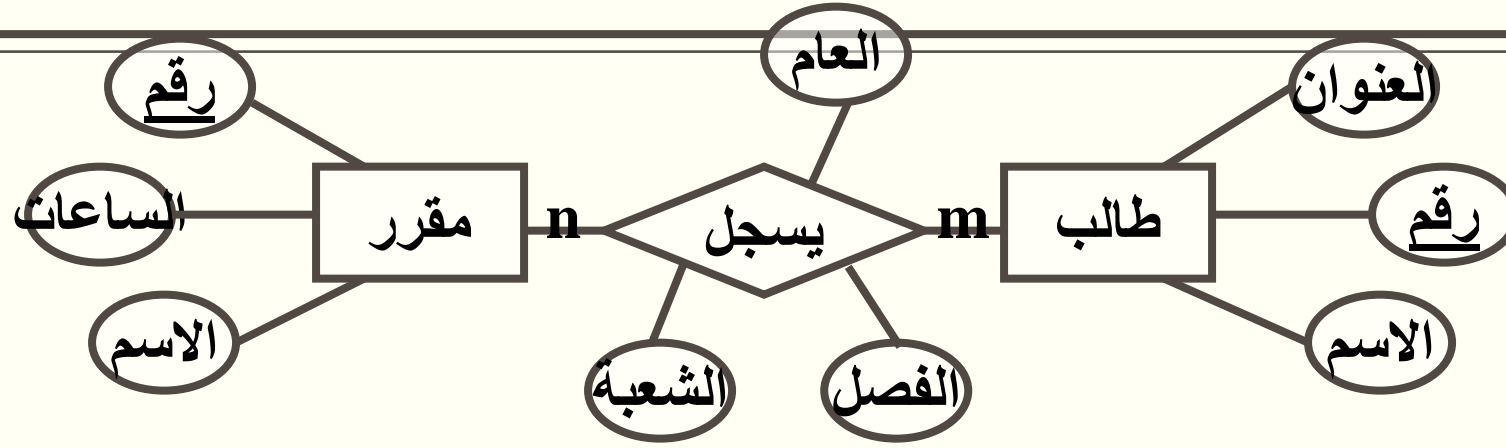 العام
العنوان
رقم
طالب
m
يسجل
n
مقرر
رقم
الساعات
الاسم
الاسم
الفصل
الشعبة